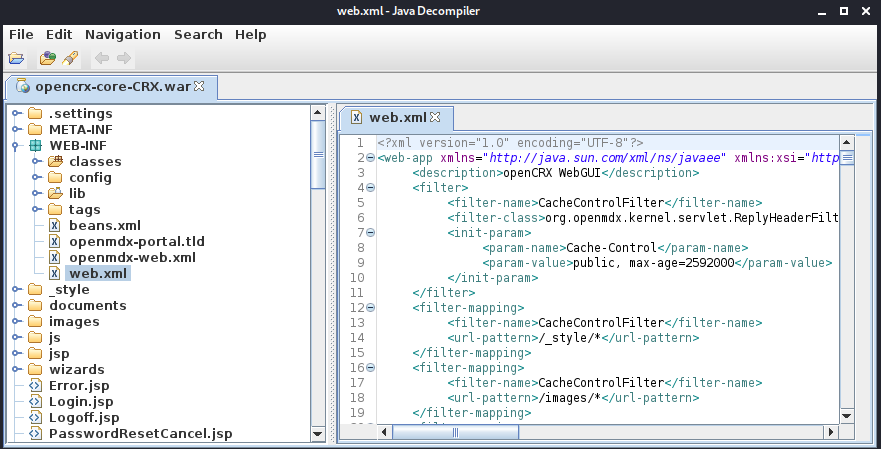 web.xml - Java Decompiler
File Edit Navigation Search Help
opencrx-core-CRX.war
.settings
META-INF
WEB-INF
classes
config
lib
tags
beans.xml
openmdx-portal.tld
openmdx-web.xml
web.xml
_style
documents
images
js
jsp
wizards
Error.jsp
Login.jsp
Logoff.jsp
PasswordResetCancel.jsp
web.xml
1 <?xml version="1.0" encoding="UTF-8"?>
2 <web-app xmlns="http://java.sun.com/xml/ns/javaee" xmlns:xsi="http
3 <description>openCRX WebGUI</description>
4 <filter>
5 <filter-name>CacheControlFilter</filter-name>
6 <filter-class>org.openmdx.kernel.servlet.ReplyHeaderFilt
7 <init-param>
8 <param-name>Cache-Control</param-name>
9 <param-value>public, max-age=2592000</param-value>
10 </init-param>
11 </filter>
12 <filter-mapping>
13 <filter-name>CacheControlFilter</filter-name>
14 <url-pattern>/_style/*</url-pattern>
15 </filter-mapping>
16 <filter-mapping>
17 <filter-name>CacheControlFilter</filter-name>
18 <url-pattern>/images/*</url-pattern>
19 </filter-mapping>